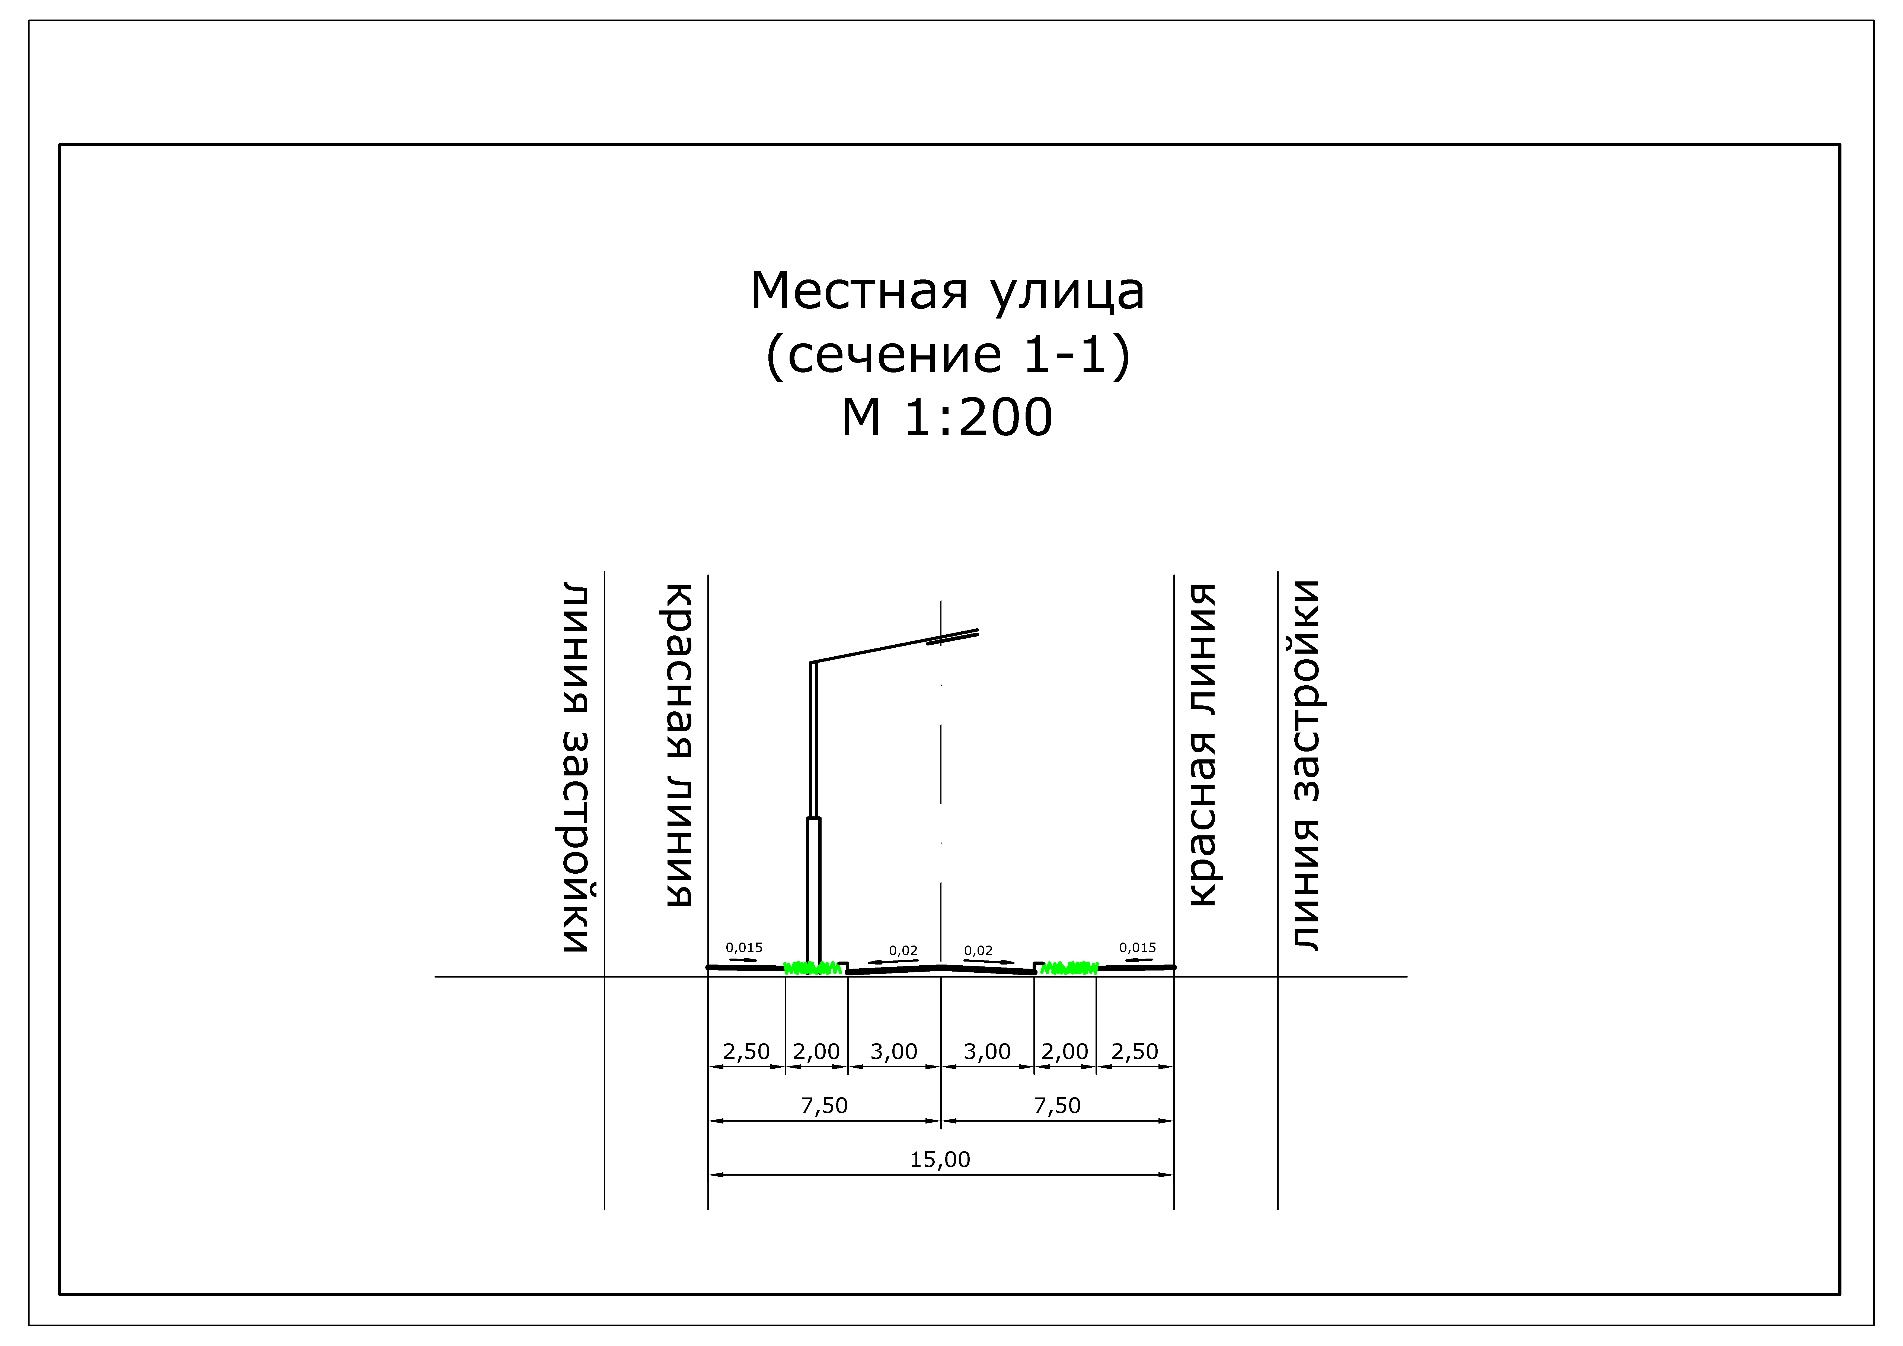 Местная улица
(сечение 1-1)
М 1:200
линия застройки
красная линия
красная линия
линия застройки
0,015
0,02
0,02
0,015
2,50
2,00
3,00
3,00
2,00
2,50
7,50
7,50
15,00